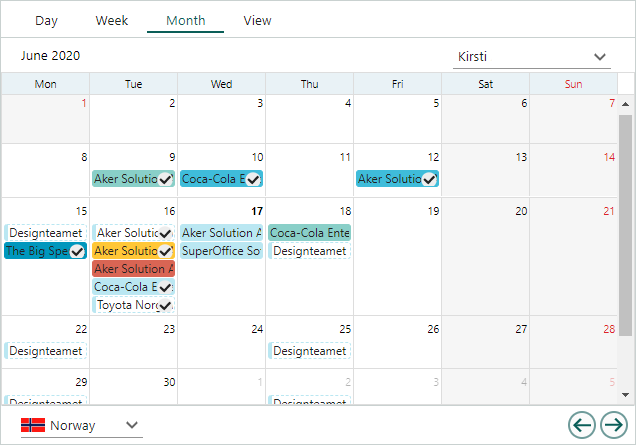 Day Week Month View
June 2020 Kirsti
Mon Tue Wed Thu Fri Sat Sun
1 2 3 4 5 6 7
8 9 10 11 12 13 14
Aker Solutio Coca-Cola E Aker Solutio
15 16 17 18 19 20 21
Designteamet Aker Solutio Aker Solution A Coca-Cola Ente
The Big Spe Aker Solutio SuperOffice So Designteamet
Aker Solution A
Coca-Cola E
Toyota Norg
22 23 24 25 26 27 28
Designteamet Designteamet
29 30 1 2 3 4 5
Designteamet Designteamet
Norway